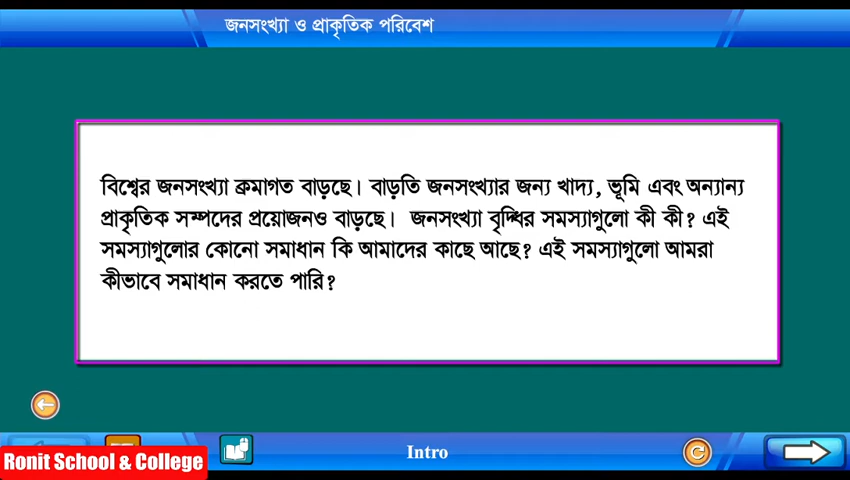 জনসংখ্যা ও প্রাকৃতিক পরিবেশ
বিশ্বের জনসংখ্যা ক্রমাগত বাড়ছে। বাড়তি জনসংখ্যার জন্য খাদ্য, ভূমি এবং অন্যান্য
প্রাকৃতিক সম্পদের প্রয়োজনও বাড়ছে। জনসংখ্যা বৃদ্ধির সমস্যাগুলো কী কী? এই
সমস্যাগুলোর কোনো সমাধান কি আমাদের কাছে আছে? এই সমস্যাগুলো আমরা
কীভাবে সমাধান করতে পারি?
Intro
Ronit School & College